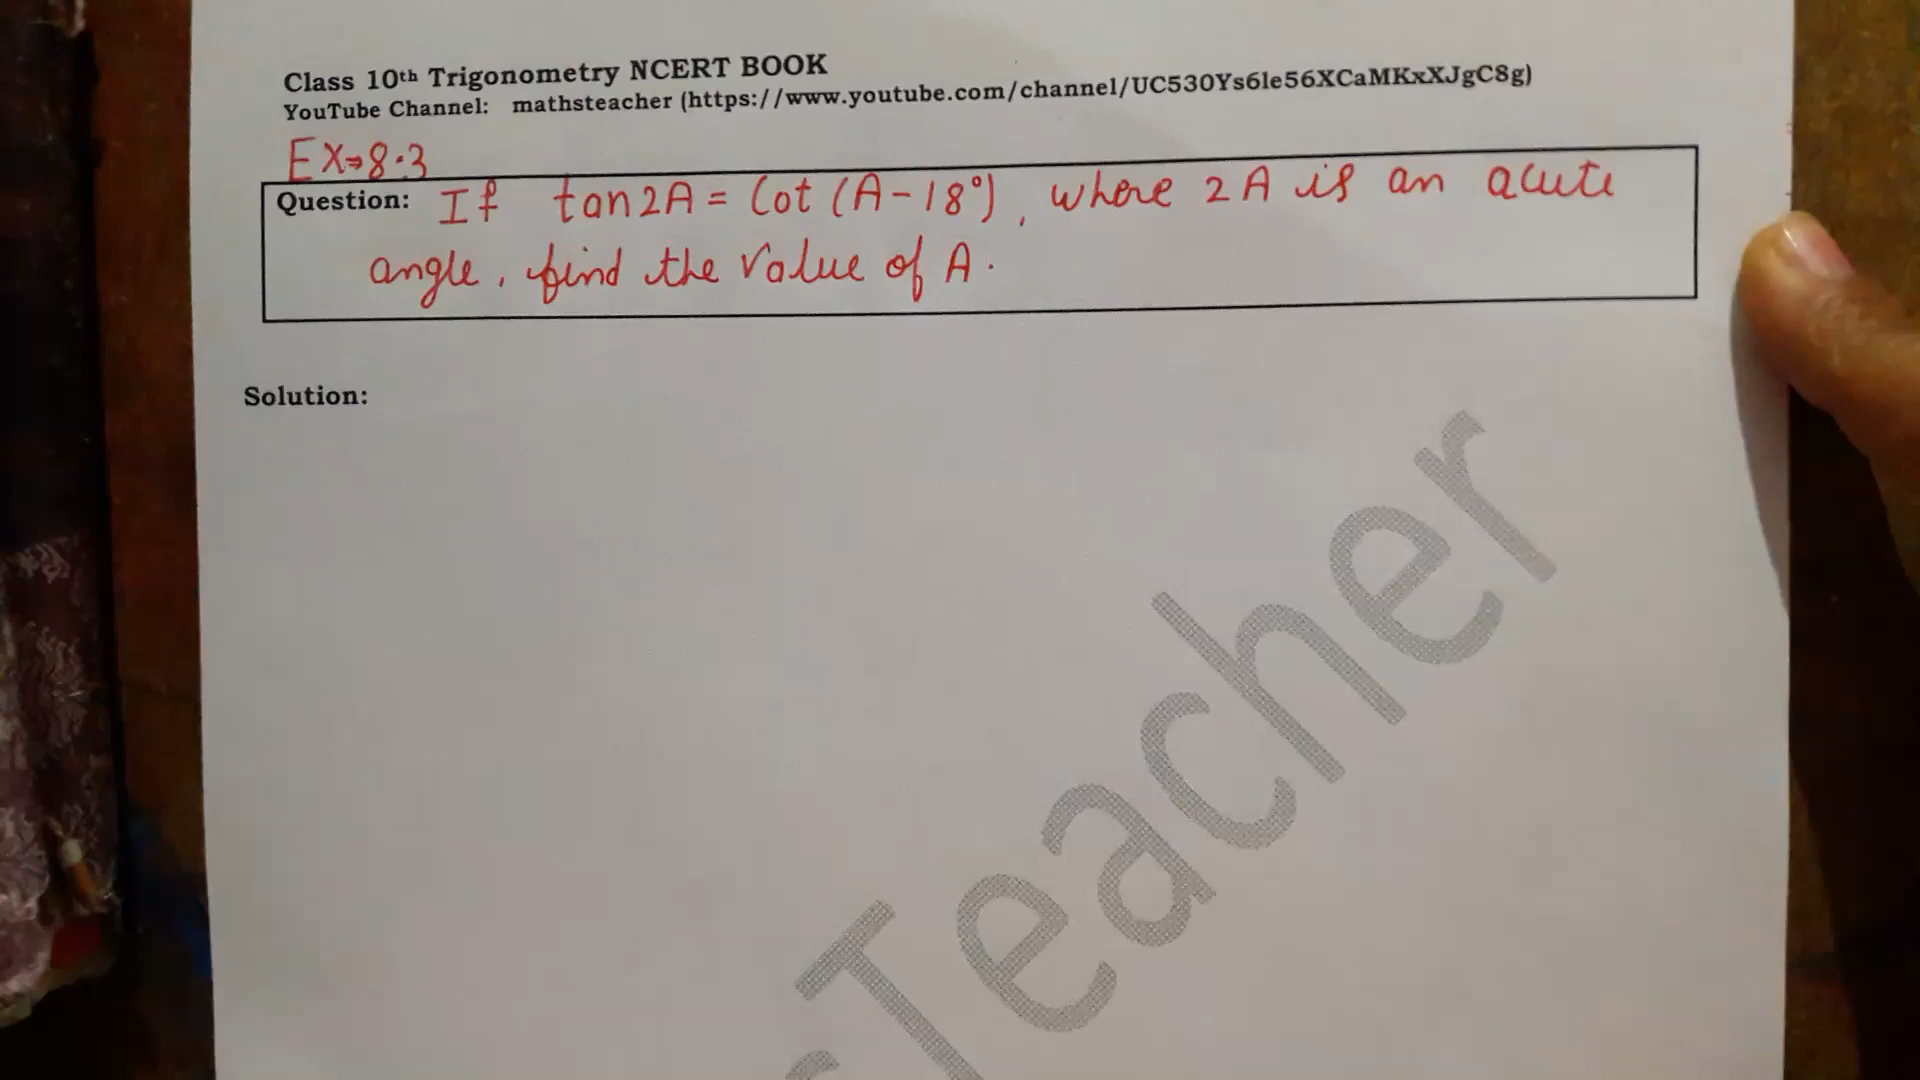 Class 10th Trigonometry NCERT BOOK
YouTube Channel: mathsteacher (https://www.youtube.com/channel/UC530Ys6le56XCaMKxXJgC8g)
EX⇒8.3
Question: If tan2A = Cot (A-18°), where 2A is an acute
angle, find the value of A.
Solution:
Teacher